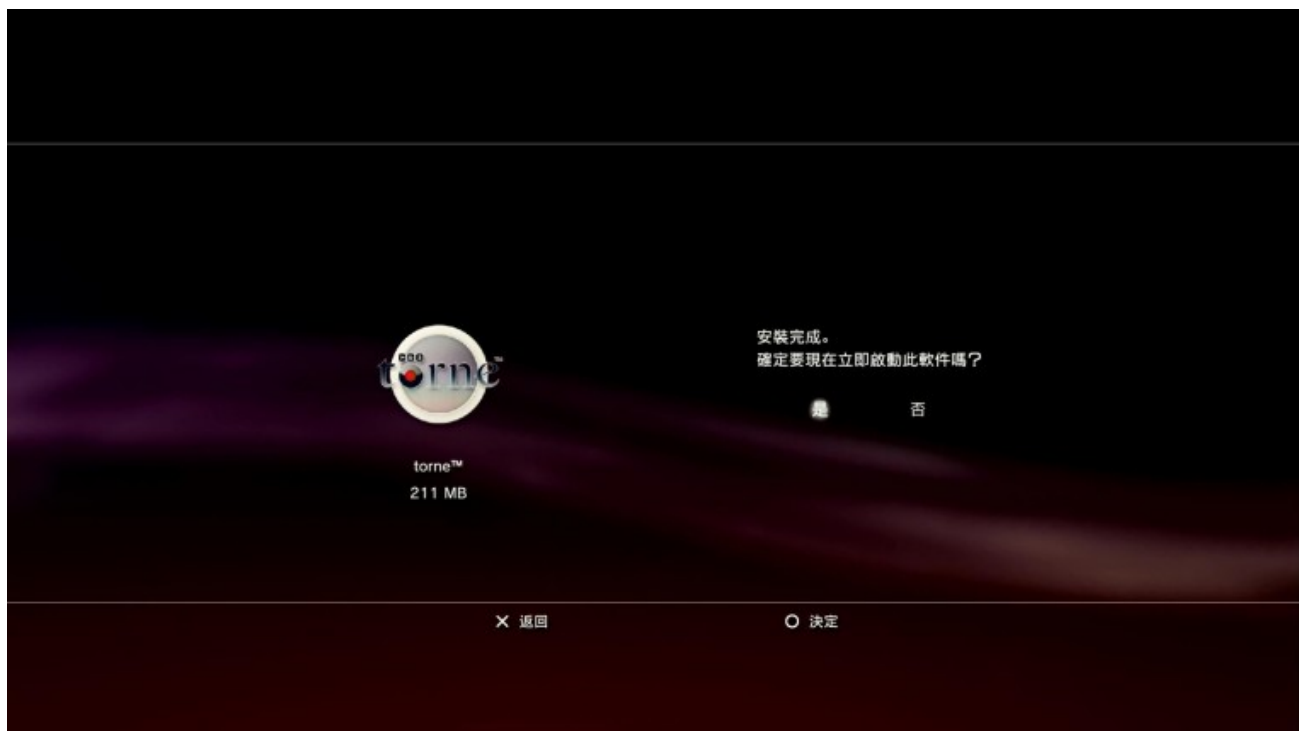 torne™
torne™
211 MB
安裝完成。
確定要現在立即啟動此軟件嗎?
是 否
X 返回
O 決定